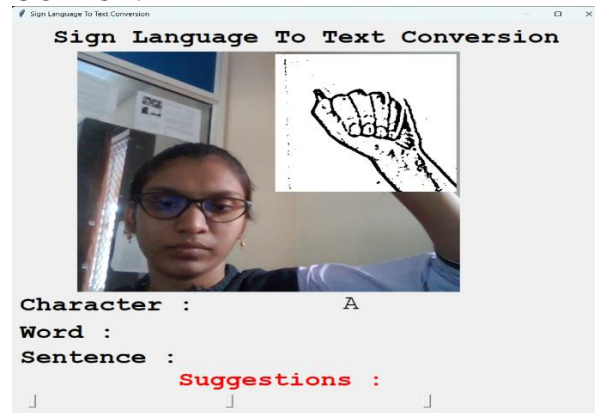 Sign Language To Text Conversion
Sign Language To Text Conversion
Character : A
Word :
Sentence :
Suggestions :